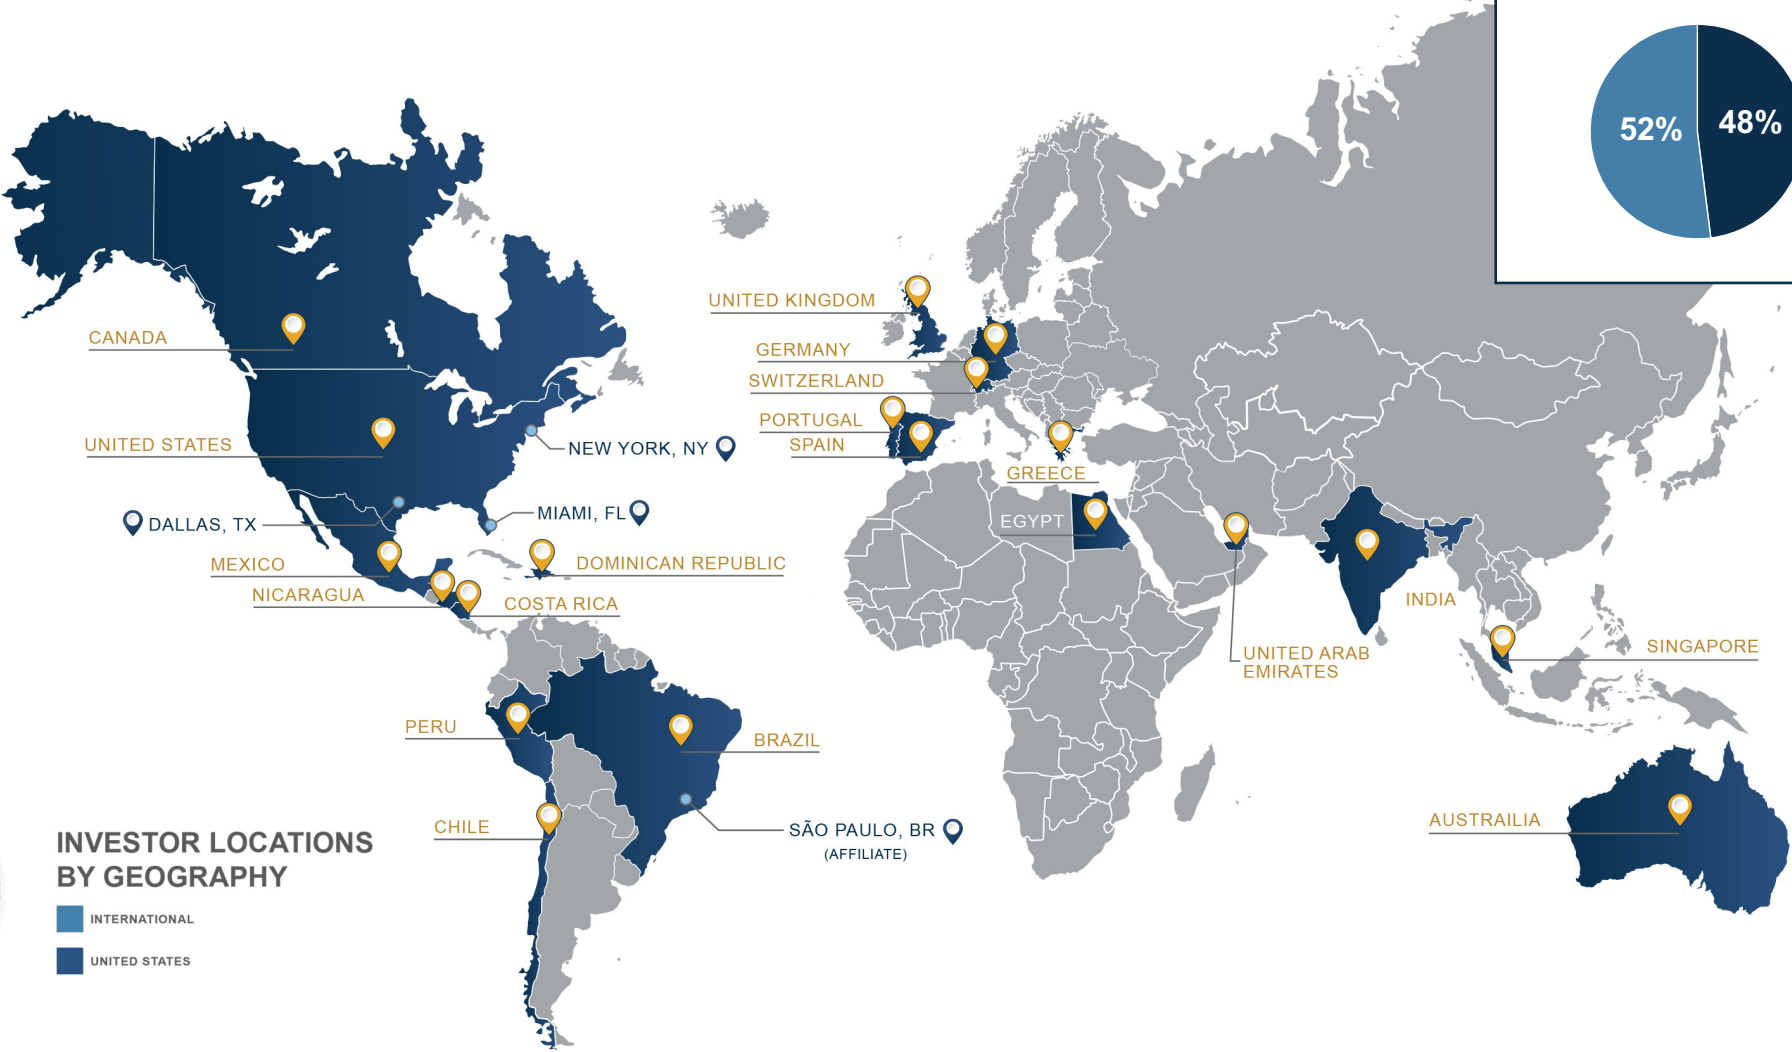 52%
48%
CANADA
UNITED STATES
NEW YORK, NY
DALLAS, TX
MIAMI, FL
MEXICO
DOMINICAN REPUBLIC
NICARAGUA
COSTA RICA
PERU
BRAZIL
CHILE
SÃO PAULO, BR
(AFFILIATE)
UNITED KINGDOM
GERMANY
SWITZERLAND
PORTUGAL
SPAIN
GREECE
EGYPT
INDIA
UNITED ARAB
EMIRATES
SINGAPORE
AUSTRAILIA
INVESTOR LOCATIONS
BY GEOGRAPHY
INTERNATIONAL
UNITED STATES